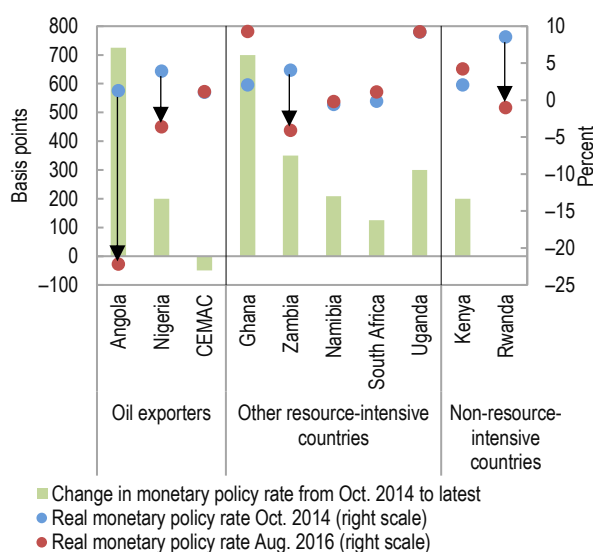 Basis points
800
700
600
500
400
300
200
100
0
–100
10
5
0
–5
–10
–15
–20
–25
Percent
Angola
Nigeria
CEMAC
Ghana
Zambia
Namibia
South Africa
Uganda
Kenya
Rwanda
Oil exporters
Other resource-intensive
countries
Non-resource-
intensive
countries
Change in monetary policy rate from Oct. 2014 to latest
Real monetary policy rate Oct. 2014 (right scale)
Real monetary policy rate Aug. 2016 (right scale)